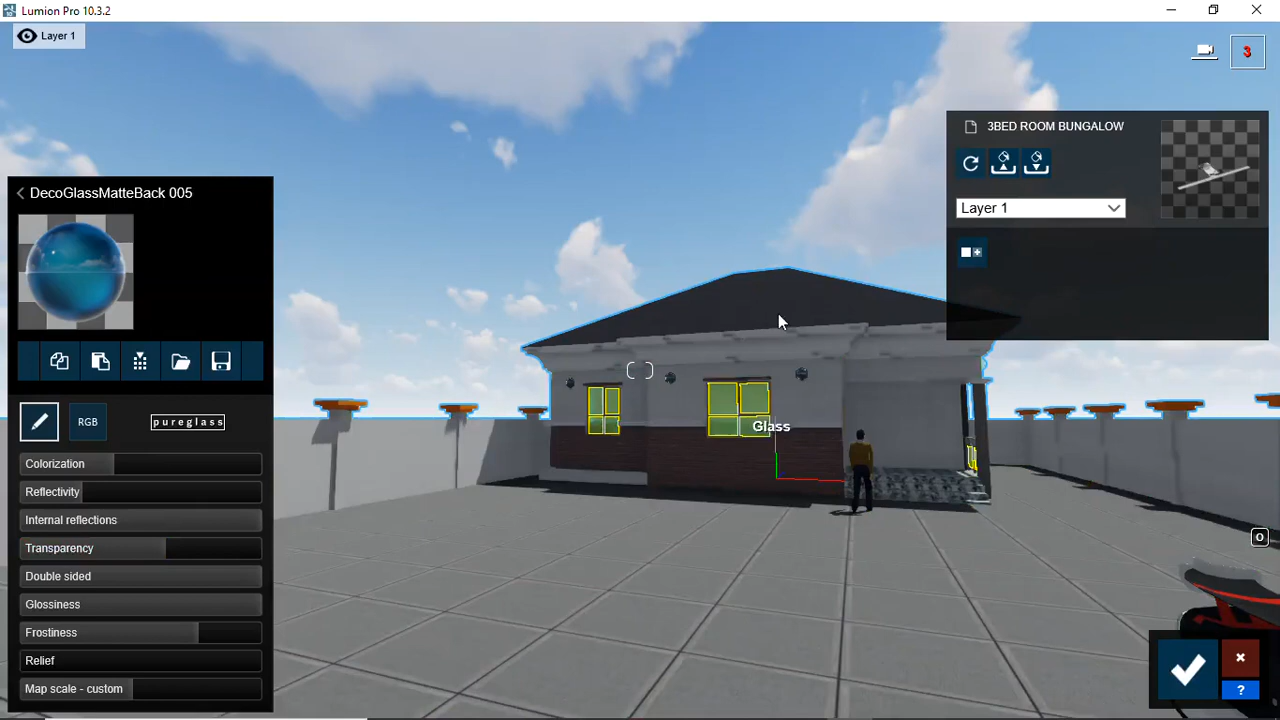 Lumion Pro 10.3.2
Layer 1
3
3BED ROOM BUNGALOW
Layer 1
DecoGlassMatteBack 005
RGB
pureglass
Colorization
Reflectivity
Internal reflections
Transparency
Double sided
Glossiness
Frostiness
Relief
Map scale - custom
Glass
O
?